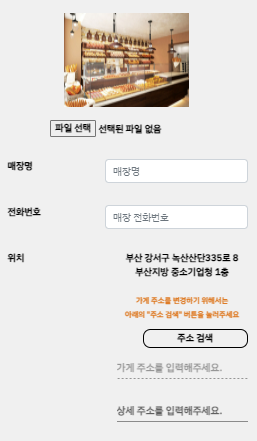 파일 선택 선택된 파일 없음
매장명 매장명
전화번호 매장 전화번호
위치 부산 강서구 녹산산단335로 8
부산지방 중소기업청 1층
가게 주소를 변경하기 위해서는
아래의 "주소 검색" 버튼을 눌러주세요
주소 검색
가게 주소를 입력해주세요.
상세 주소를 입력해주세요.